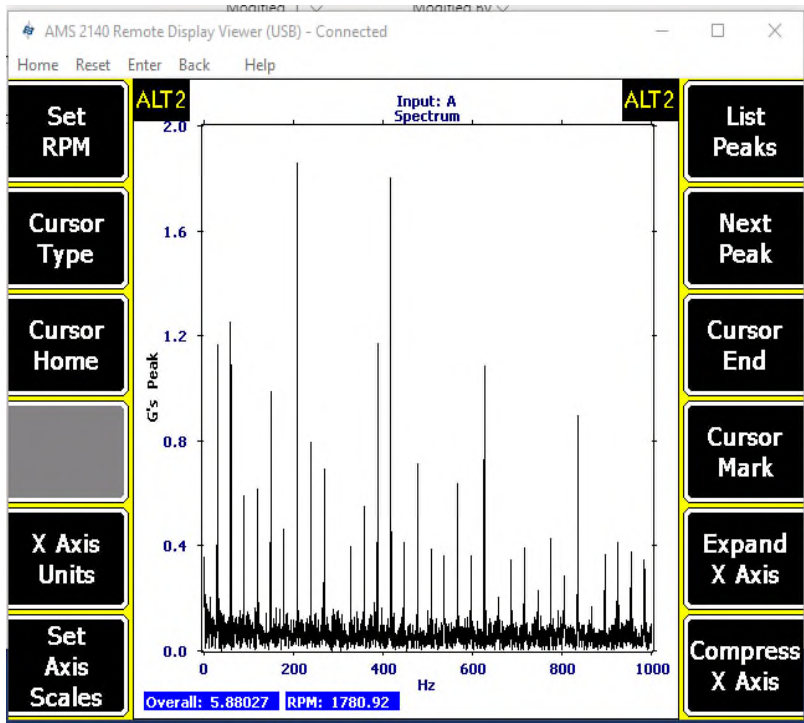 Modified
Modified By
AMS 2140 Remote Display Viewer (USB) - Connected
Home Reset Enter Back Help
Set
RPM
Cursor
Type
Cursor
Home
X Axis
Units
Set
Axis
Scales
ALT2
Input: A
Spectrum
ALT2
G's Peak
2.0
1.6
1.2
0.8
0.4
0.0
0 200 400 600 800 1000
Hz
Overall: 5.88027 RPM: 1780.92
List
Peaks
Next
Peak
Cursor
End
Cursor
Mark
Expand
X Axis
Compress
X Axis